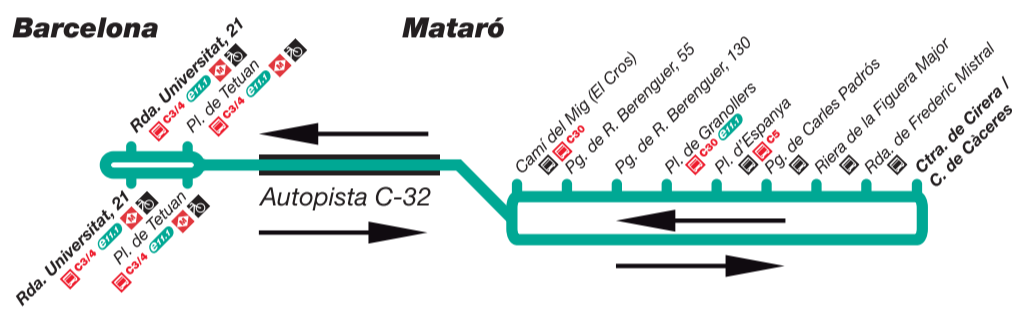 Barcelona
Mataró
Rda. Universitat, 21
C3/4 e11.1 M
Pl. de Tetuan
C3/4 e11.1 M
Camí del Mig (El Cros)
C30
Pg. de R. Berenguer, 55
Pg. de R. Berenguer, 130
Pl. de Granollers
C30 e11.1
Pl. d'Espanya
C5
Pg. de Carles Padrós
Riera de la Figuera Major
Rda. de Frederic Mistral
Ctra. de Cirera /
C. de Càceres
Autopista C-32
Rda. Universitat, 21
C3/4 e11.1 M
Pl. de Tetuan
C3/4 e11.1 M